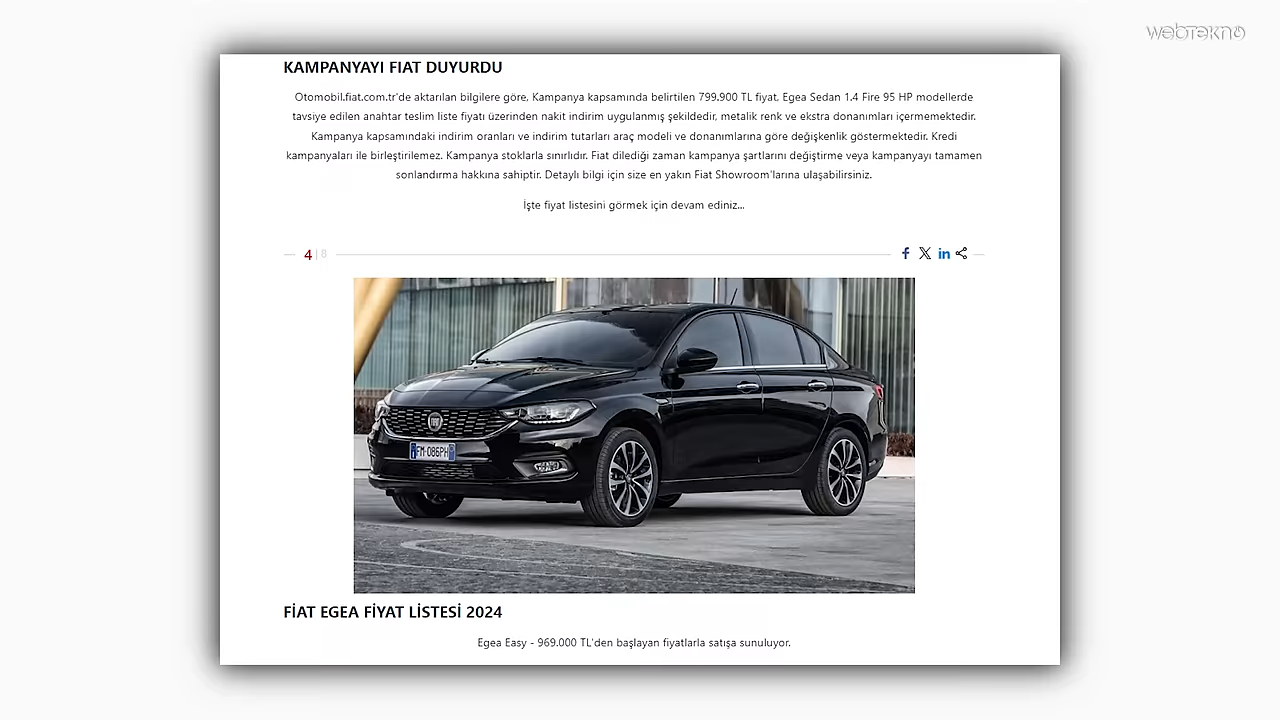 webtekno
KAMPANYAYI FIAT DUYURDU
Otomobil.fiat.com.tr'de aktarılan bilgilere göre, Kampanya kapsamında belirtilen 799.900 TL fiyat, Egea Sedan 1.4 Fire 95 HP modellerde
tavsiye edilen anahtar teslim liste fiyatı üzerinden nakit indirim uygulanmış şekildedir, metalik renk ve ekstra donanımları içermemektedir.
Kampanya kapsamındaki indirim oranları ve indirim tutarları araç modeli ve donanımlarına göre değişkenlik göstermektedir. Kredi
kampanyaları ile birleştirilemez. Kampanya stoklarla sınırlıdır. Fiat dilediği zaman kampanya şartlarını değiştirme veya kampanyayı tamamen
sonlandırma hakkına sahiptir. Detaylı bilgi için size en yakın Fiat Showroom'larına ulaşabilirsiniz.
İşte fiyat listesini görmek için devam ediniz...
4 | 8
FM·086PH
FİAT EGEA FİYAT LİSTESİ 2024
Egea Easy - 969.000 TL'den başlayan fiyatlarla satışa sunuluyor.